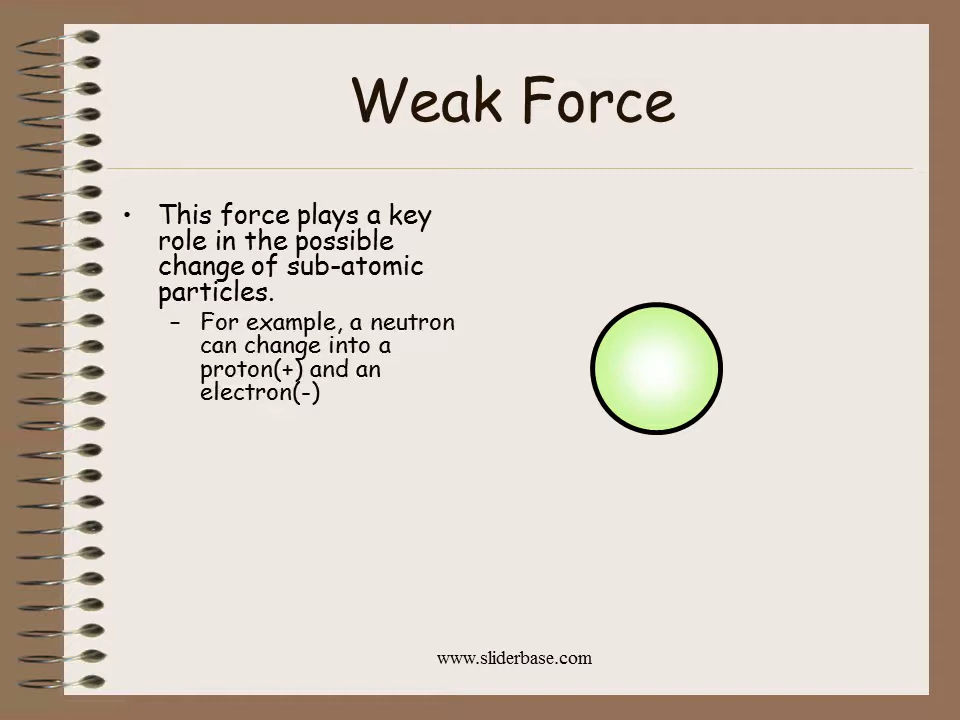 Weak Force
• This force plays a key
role in the possible
change of sub-atomic
particles.
– For example, a neutron
can change into a
proton(+) and an
electron(-)
www.sliderbase.com